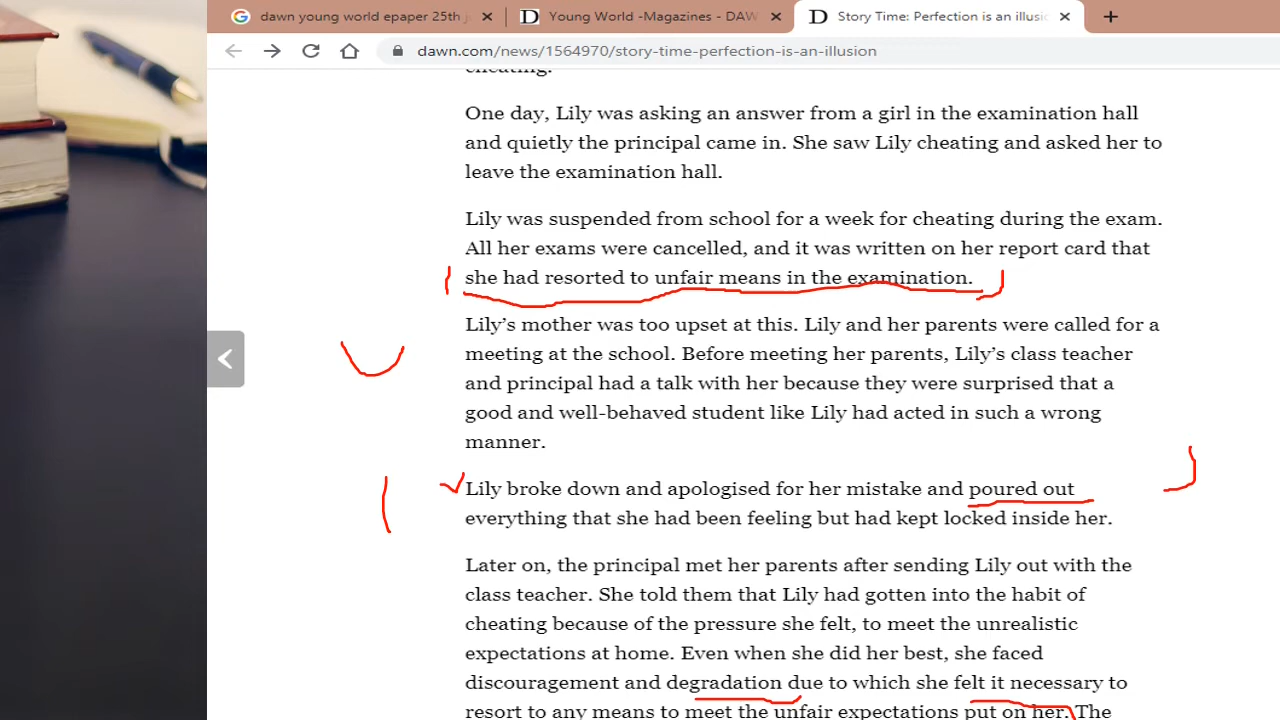 dawn young world epaper 25th j
Young World -Magazines - DAW
Story Time: Perfection is an illusi
dawn.com/news/1564970/story-time-perfection-is-an-illusion
cheating.
One day, Lily was asking an answer from a girl in the examination hall
and quietly the principal came in. She saw Lily cheating and asked her to
leave the examination hall.
Lily was suspended from school for a week for cheating during the exam.
All her exams were cancelled, and it was written on her report card that
she had resorted to unfair means in the examination.
Lily’s mother was too upset at this. Lily and her parents were called for a
meeting at the school. Before meeting her parents, Lily’s class teacher
and principal had a talk with her because they were surprised that a
good and well-behaved student like Lily had acted in such a wrong
manner.
Lily broke down and apologised for her mistake and poured out
everything that she had been feeling but had kept locked inside her.
Later on, the principal met her parents after sending Lily out with the
class teacher. She told them that Lily had gotten into the habit of
cheating because of the pressure she felt, to meet the unrealistic
expectations at home. Even when she did her best, she faced
discouragement and degradation due to which she felt it necessary to
resort to any means to meet the unfair expectations put on her. The